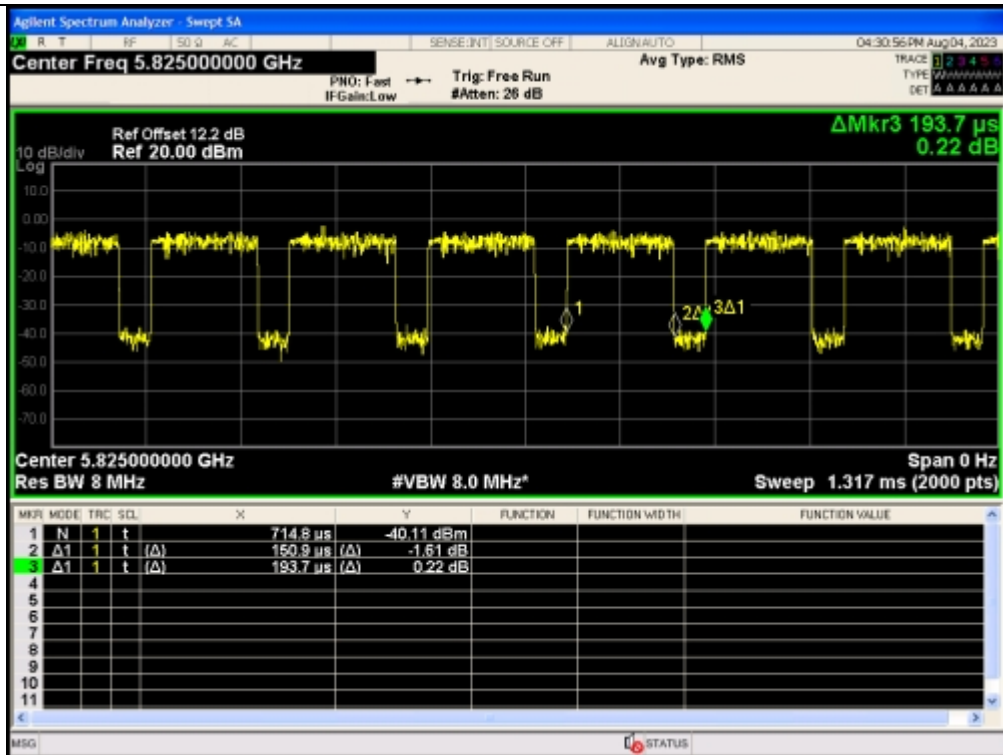 Agilent Spectrum Analyzer - Swept SA
R T RF 50 Ω AC SENSE:INT SOURCE OFF ALIGNAUTO 04:30:56PM Aug 04, 2023
Center Freq 5.825000000 GHz Avg Type: RMS TRACE 1 2 3 4 5 6
PNO: Fast Trig: Free Run TYPE
IFGain:Low #Atten: 26 dB DET A A A A A A
ΔMkr3 193.7 µs
Ref Offset 12.2 dB
10 dB/div Ref 20.00 dBm 0.22 dB
Log
10.0
0.00
-10.0
-20.0
-30.0
1 2Δ 3Δ1
-40.0
-50.0
-60.0
-70.0
Center 5.825000000 GHz Span 0 Hz
Res BW 8 MHz #VBW 8.0 MHz* Sweep 1.317 ms (2000 pts)
MKR MODE TRC SCL X Y FUNCTION FUNCTION WIDTH FUNCTION VALUE
1 N 1 t 714.8 µs -40.11 dBm
2 Δ1 1 t (Δ) 150.9 µs (Δ) -1.61 dB
3 Δ1 1 t (Δ) 193.7 µs (Δ) 0.22 dB
4
5
6
7
8
9
10
11
MSG STATUS